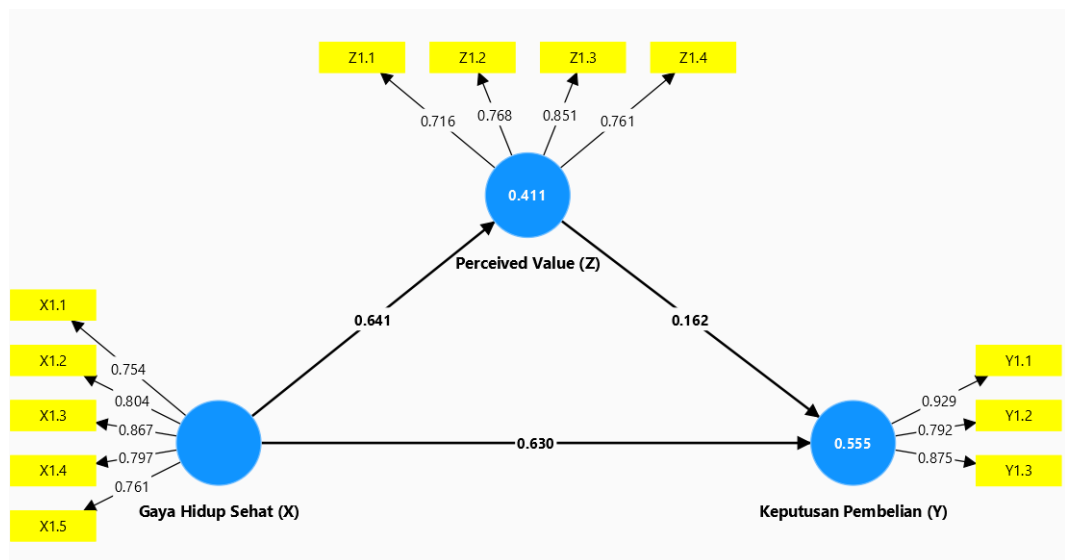 Z1.1 Z1.2 Z1.3 Z1.4
0.716 0.768 0.851 0.761
0.411
Perceived Value (Z)
X1.1
0.641 0.162
X1.2
0.754
Y1.1
0.804
0.929
X1.3
0.867
0.792
Y1.2
0.630
0.555
X1.4
0.797
0.875
Y1.3
0.761
X1.5
Gaya Hidup Sehat (X)
Keputusan Pembelian (Y)